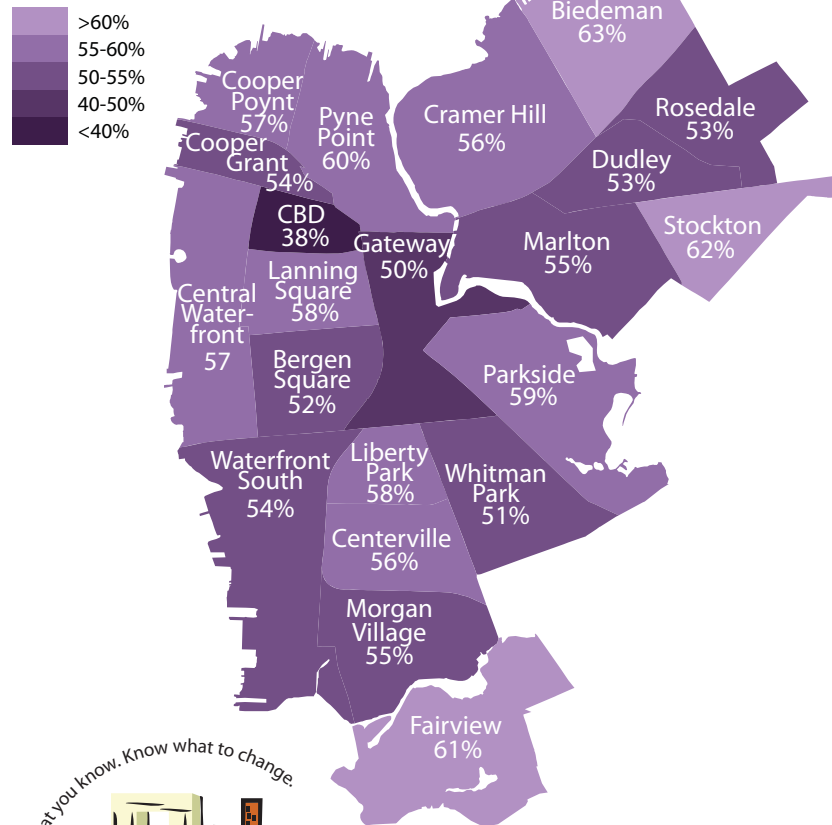 >60%
55-60%
50-55%
40-50%
<40%
Biedeman
63%
Cooper
Poynt
57%
Pyne
Point
60%
Cramer Hill
56%
Rosedale
53%
Cooper
Grant
54%
Dudley
53%
CBD
38%
Gateway
50%
Marlton
55%
Stockton
62%
Lanning
Square
58%
Central
Water-
front
57
Bergen
Square
52%
Parkside
59%
Waterfront
South
54%
Liberty
Park
58%
Whitman
Park
51%
Centerville
56%
Morgan
Village
55%
Fairview
61%
you know. Know what to change.